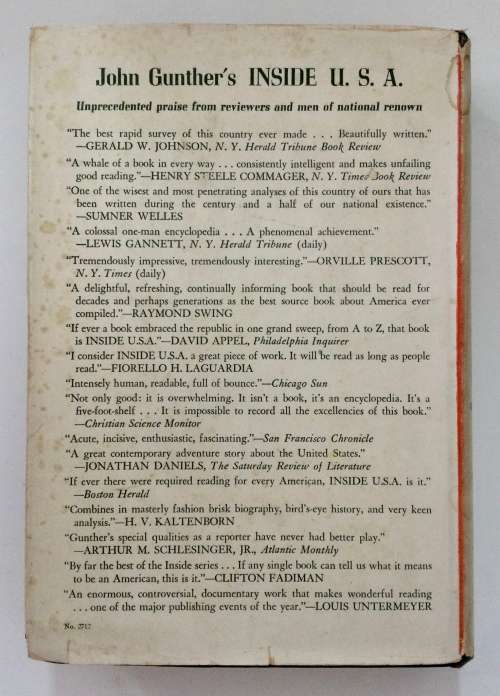 John Gunther's INSIDE U. S. A.
Unprecedented praise from reviewers and men of national renown
"The best rapid survey of this country ever made . . . Beautifully written."
—GERALD W. JOHNSON, N. Y. Herald Tribune Book Review
"A whale of a book in every way . . . consistently intelligent and makes unfailing
good reading."—HENRY STEELE COMMAGER, N. Y. Times Book Review
"One of the wisest and most penetrating analyses of this country of ours that has
been written during the century and a half of our national existence."
—SUMNER WELLES
"A colossal one-man encyclopedia . . . A phenomenal achievement."
—LEWIS GANNETT, N. Y. Herald Tribune (daily)
"Tremendously impressive, tremendously interesting."—ORVILLE PRESCOTT,
N. Y. Times (daily)
"A delightful, refreshing, continually informing book that should be read for
decades and perhaps generations as the best source book about America ever
compiled."—RAYMOND SWING
"If ever a book embraced the republic in one grand sweep, from A to Z, that book
is INSIDE U.S.A."—DAVID APPEL, Philadelphia Inquirer
"I consider INSIDE U.S.A. a great piece of work. It will be read as long as people
read."—FIORELLO H. LAGUARDIA
"Intensely human, readable, full of bounce."—Chicago Sun
"Not only good: it is overwhelming. It isn't a book, it's an encyclopedia. It's a
five-foot-shelf . . . It is impossible to record all the excellencies of this book."
—Christian Science Monitor
"Acute, incisive, enthusiastic, fascinating."—San Francisco Chronicle
"A great contemporary adventure story about the United States."
—JONATHAN DANIELS, The Saturday Review of Literature
"If ever there were required reading for every American, INSIDE U.S.A. is it."
—Boston Herald
"Combines in masterly fashion brisk biography, bird's-eye history, and very keen
analysis."—H. V. KALTENBORN
"Gunther's special qualities as a reporter have never had better play."
—ARTHUR M. SCHLESINGER, JR., Atlantic Monthly
"By far the best of the Inside series . . . If any single book can tell us what it means
to be an American, this is it."—CLIFTON FADIMAN
"An enormous, controversial, documentary work that makes wonderful reading
. . . one of the major publishing events of the year."—LOUIS UNTERMEYER
No. 2717